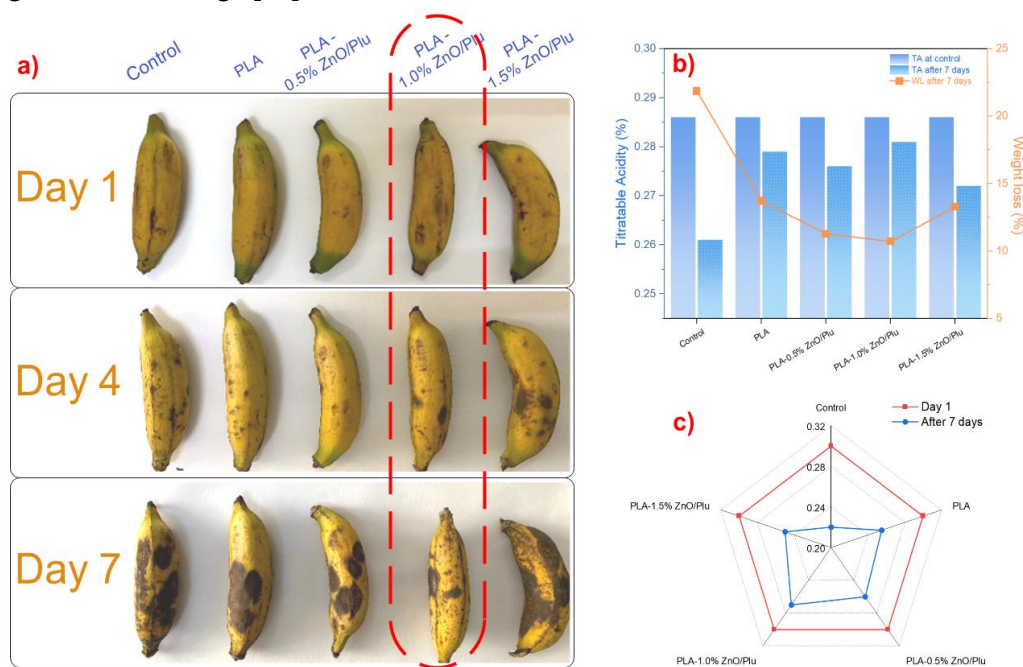 a)
Control
PLA
PLA -
0.5% ZnO/Plu
PLA -
1.0% ZnO/Plu
PLA -
1.5% ZnO/Plu
Day 1
Day 4
Day 7
b)
TA at control
TA after 7 days
WL after 7 days
Titratable Acidity (%)
0.30
0.29
0.28
0.27
0.26
0.25
Weight loss (%)
25
20
15
10
5
Control
PLA
PLA-0.5% ZnO/Plu
PLA-1.0% ZnO/Plu
PLA-1.5% ZnO/Plu
c)
Day 1
After 7 days
Control
0.32
0.28
0.24
0.20
PLA-1.5% ZnO/Plu
PLA
PLA-1.0% ZnO/Plu
PLA-0.5% ZnO/Plu